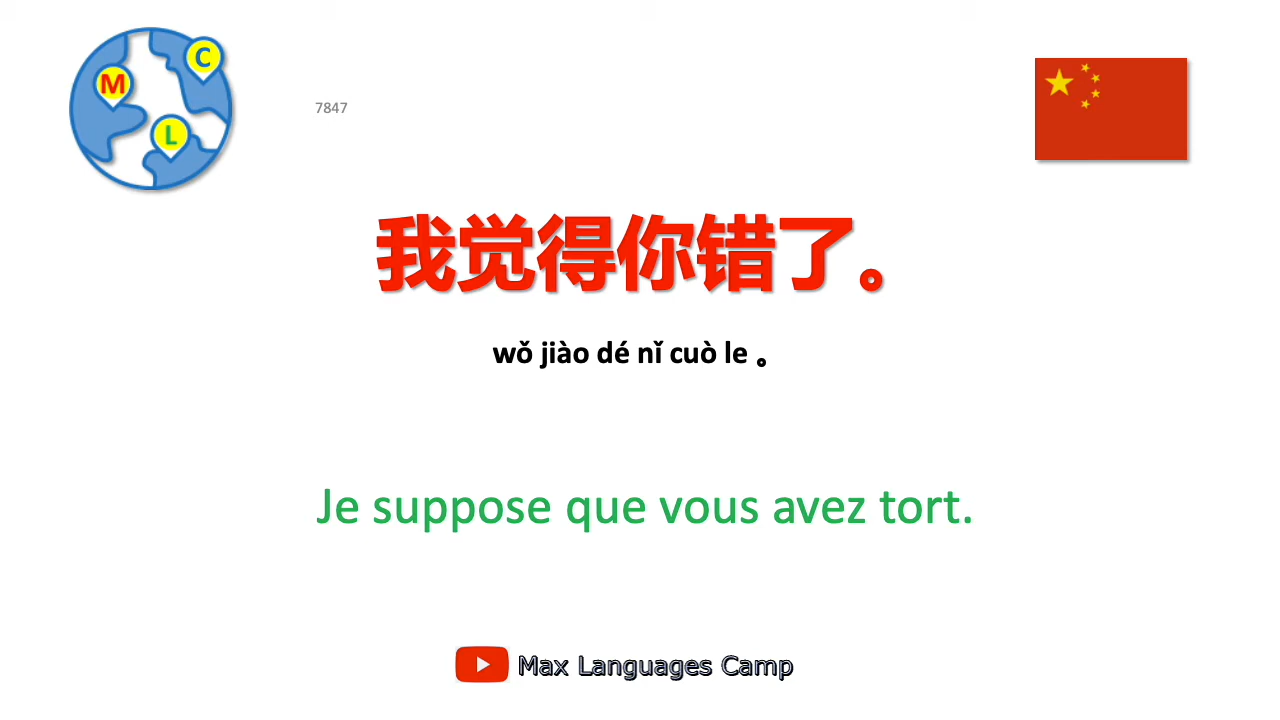 C
M
L
7847
我觉得你错了。
wǒ jiào dé nǐ cuò le 。
Je suppose que vous avez tort.
Max Languages Camp